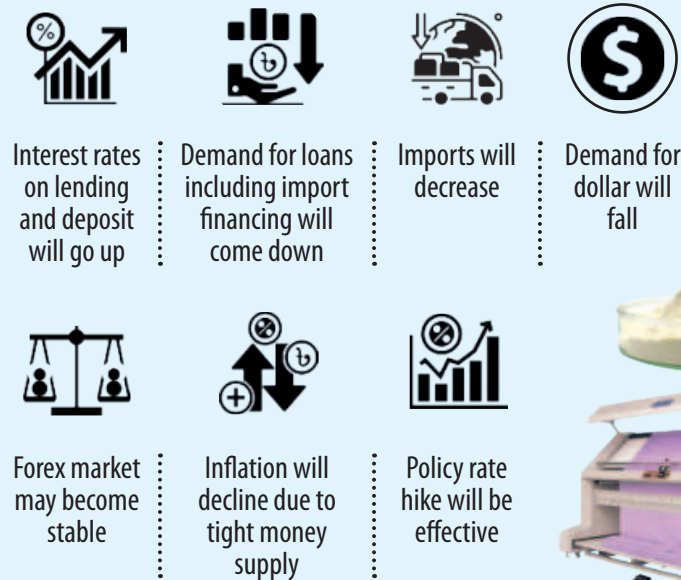 Interest rates
on lending
and deposit
will go up
Demand for loans
including import
financing will
come down
Imports will
decrease
Demand for
dollar will
fall
Forex market
may become
stable
Inflation will
decline due to
tight money
supply
Policy rate
hike will be
effective